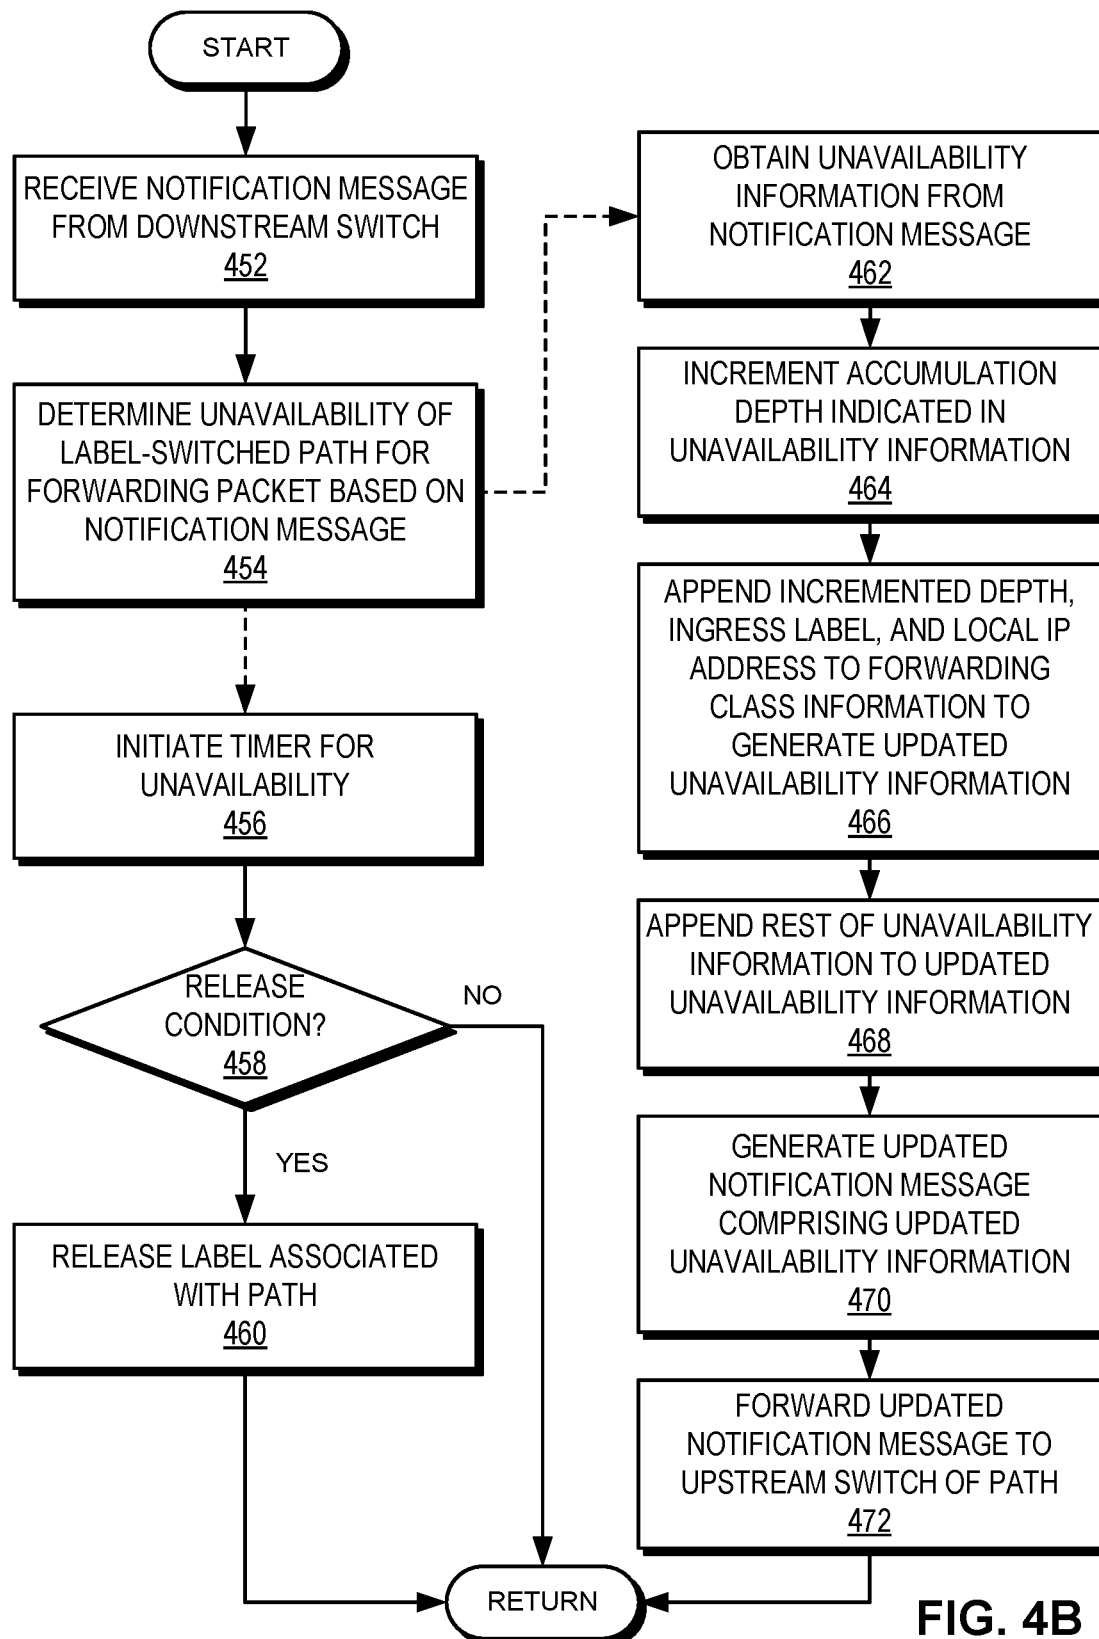 START
RECEIVE NOTIFICATION MESSAGE
FROM DOWNSTREAM SWITCH
452
DETERMINE UNAVAILABILITY OF
LABEL-SWITCHED PATH FOR
FORWARDING PACKET BASED ON
NOTIFICATION MESSAGE
454
INITIATE TIMER FOR
UNAVAILABILITY
456
RELEASE
CONDITION?
458
NO
YES
RELEASE LABEL ASSOCIATED
WITH PATH
460
OBTAIN UNAVAILABILITY
INFORMATION FROM
NOTIFICATION MESSAGE
462
INCREMENT ACCUMULATION
DEPTH INDICATED IN
UNAVAILABILITY INFORMATION
464
APPEND INCREMENTED DEPTH,
INGRESS LABEL, AND LOCAL IP
ADDRESS TO FORWARDING
CLASS INFORMATION TO
GENERATE UPDATED
UNAVAILABILITY INFORMATION
466
APPEND REST OF UNAVAILABILITY
INFORMATION TO UPDATED
UNAVAILABILITY INFORMATION
468
GENERATE UPDATED
NOTIFICATION MESSAGE
COMPRISING UPDATED
UNAVAILABILITY INFORMATION
470
FORWARD UPDATED
NOTIFICATION MESSAGE TO
UPSTREAM SWITCH OF PATH
472
RETURN
FIG. 4B